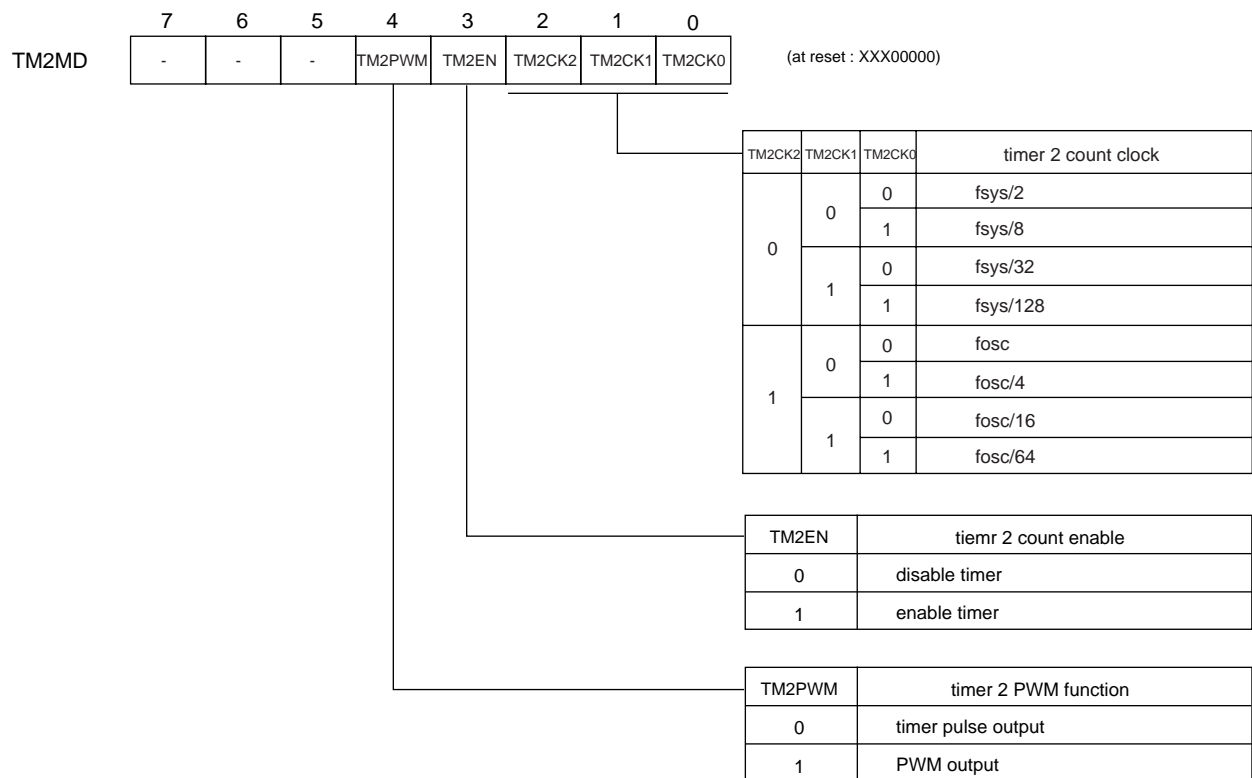 7 6 5 4 3 2 1 0
TM2MD - - - TM2PWM TM2EN TM2CK2 TM2CK1 TM2CK0 (at reset : XXX00000)
TM2CK2 TM2CK1 TM2CK0 timer 2 count clock
0 0 0 fsys/2
1 fsys/8
1 0 fsys/32
1 fsys/128
1 0 0 fosc
1 fosc/4
1 0 fosc/16
1 fosc/64
TM2EN tiemr 2 count enable
0 disable timer
1 enable timer
TM2PWM timer 2 PWM function
0 timer pulse output
1 PWM output